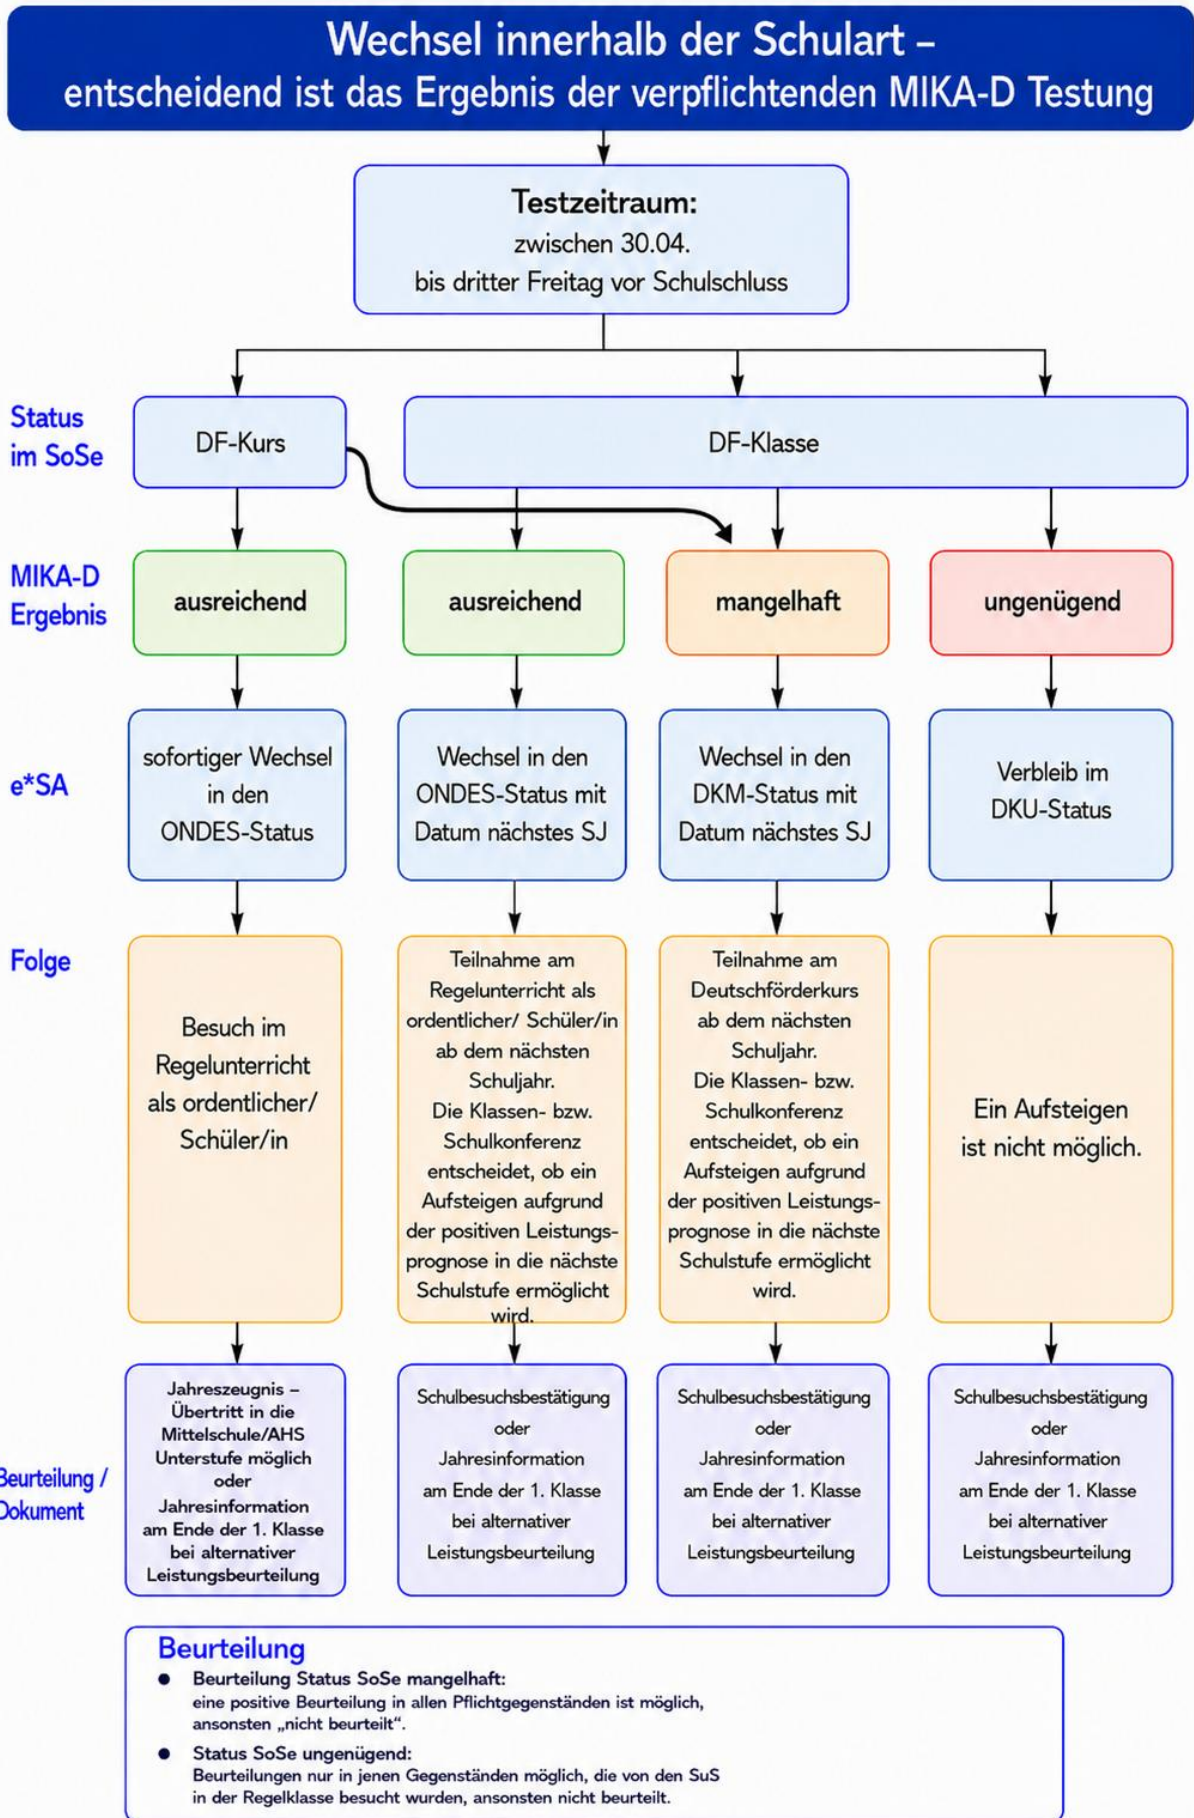 Wechsel innerhalb der Schulart –
entscheidend ist das Ergebnis der verpflichtenden MIKA-D Testung
Testzeitraum:
zwischen 30.04.
bis dritter Freitag vor Schulschluss
Status
im SoSe
DF-Kurs
DF-Klasse
MIKA-D
Ergebnis
ausreichend
ausreichend
mangelhaft
ungenügend
e*SA
sofortiger Wechsel
in den
ONDES-Status
Wechsel in den
ONDES-Status mit
Datum nächstes SJ
Wechsel in den
DKM-Status mit
Datum nächstes SJ
Verbleib im
DKU-Status
Folge
Besuch im
Regelunterricht
als ordentlicher/
Schüler/in
Teilnahme am
Regelunterricht als
ordentlicher/ Schüler/in
ab dem nächsten
Schuljahr.
Die Klassen- bzw.
Schulkonferenz
entscheidet, ob ein
Aufsteigen aufgrund
der positiven Leistungs-
prognose in die nächste
Schulstufe ermöglicht
wird.
Teilnahme am
Deutschförderkurs
ab dem nächsten
Schuljahr.
Die Klassen- bzw.
Schulkonferenz
entscheidet, ob ein
Aufsteigen aufgrund
der positiven Leistungs-
prognose in die nächste
Schulstufe ermöglicht
wird.
Ein Aufsteigen
ist nicht möglich.
Beurteilung /
Dokument
Jahreszeugnis –
Übertritt in die
Mittelschule/AHS
Unterstufe möglich
oder
Jahresinformation
am Ende der 1. Klasse
bei alternativer
Leistungsbeurteilung
Schulbesuchsbestätigung
oder
Jahresinformation
am Ende der 1. Klasse
bei alternativer
Leistungsbeurteilung
Schulbesuchsbestätigung
oder
Jahresinformation
am Ende der 1. Klasse
bei alternativer
Leistungsbeurteilung
Schulbesuchsbestätigung
oder
Jahresinformation
am Ende der 1. Klasse
bei alternativer
Leistungsbeurteilung
Beurteilung
● Beurteilung Status SoSe mangelhaft:
eine positive Beurteilung in allen Pflichtgegenständen ist möglich,
ansonsten „nicht beurteilt“.
● Status SoSe ungenügend:
Beurteilungen nur in jenen Gegenständen möglich, die von den SuS
in der Regelklasse besucht wurden, ansonsten nicht beurteilt.